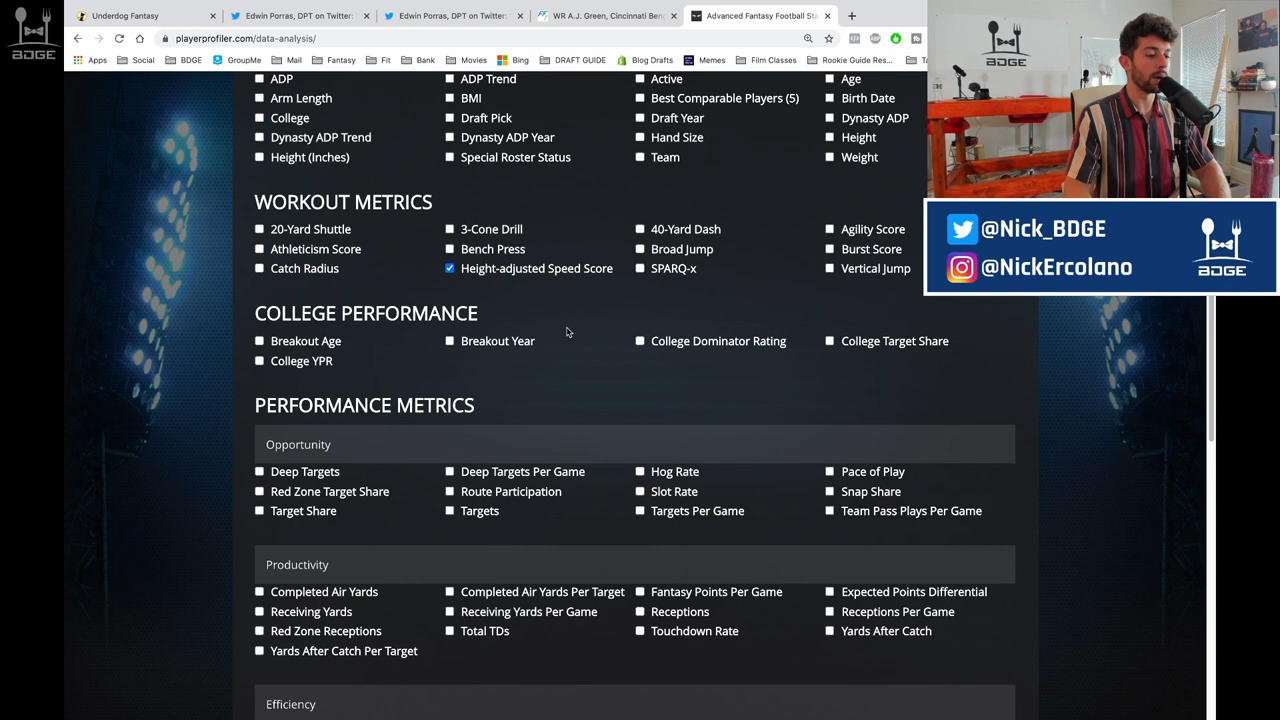 BDGE
Underdog Fantasy
Edwin Porras, DPT on Twitter:
Edwin Porras, DPT on Twitter:
WR A.J. Green, Cincinnati Ben
Advanced Fantasy Football Sta
playerprofiler.com/data-analysis/
Apps Social BDGE GroupMe Mail Fantasy Fit Bank Movies Bing DRAFT GUIDE Blog Drafts Memes Film Classes Rookie Guide Res...
BDGE
ADP ADP Trend Active Age
Arm Length BMI Best Comparable Players (5) Birth Date
College Draft Pick Draft Year Dynasty ADP
Dynasty ADP Trend Dynasty ADP Year Hand Size Height
Height (Inches) Special Roster Status Team Weight
WORKOUT METRICS
20-Yard Shuttle 3-Cone Drill 40-Yard Dash Agility Score
Athleticism Score Bench Press Broad Jump Burst Score
Catch Radius Height-adjusted Speed Score SPARQ-x Vertical Jump
@Nick_BDGE
@NickErcolano
BDGE
COLLEGE PERFORMANCE
Breakout Age Breakout Year College Dominator Rating College Target Share
College YPR
PERFORMANCE METRICS
Opportunity
Deep Targets Deep Targets Per Game Hog Rate Pace of Play
Red Zone Target Share Route Participation Slot Rate Snap Share
Target Share Targets Targets Per Game Team Pass Plays Per Game
Productivity
Completed Air Yards Completed Air Yards Per Target Fantasy Points Per Game Expected Points Differential
Receiving Yards Receiving Yards Per Game Receptions Receptions Per Game
Red Zone Receptions Total TDs Touchdown Rate Yards After Catch
Yards After Catch Per Target
Efficiency